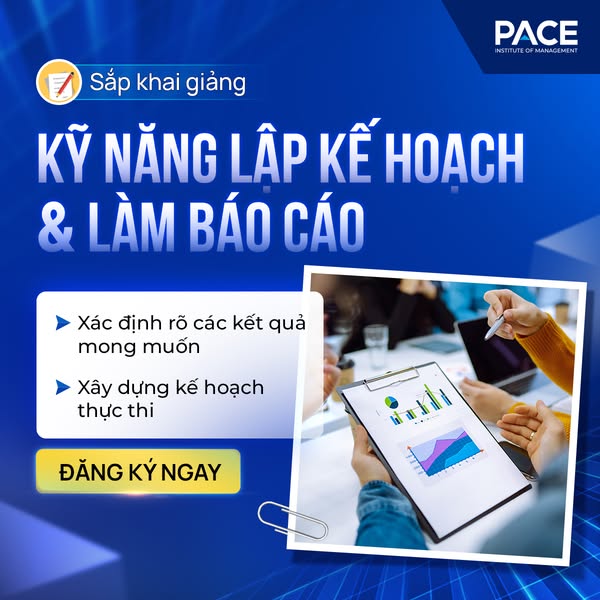 PACE
INSTITUTE OF MANAGEMENT
Sắp khai giảng
KỸ NĂNG LẬP KẾ HOẠCH
& LÀM BÁO CÁO
Xác định rõ các kết quả
mong muốn
Xây dựng kế hoạch
thực thi
ĐĂNG KÝ NGAY